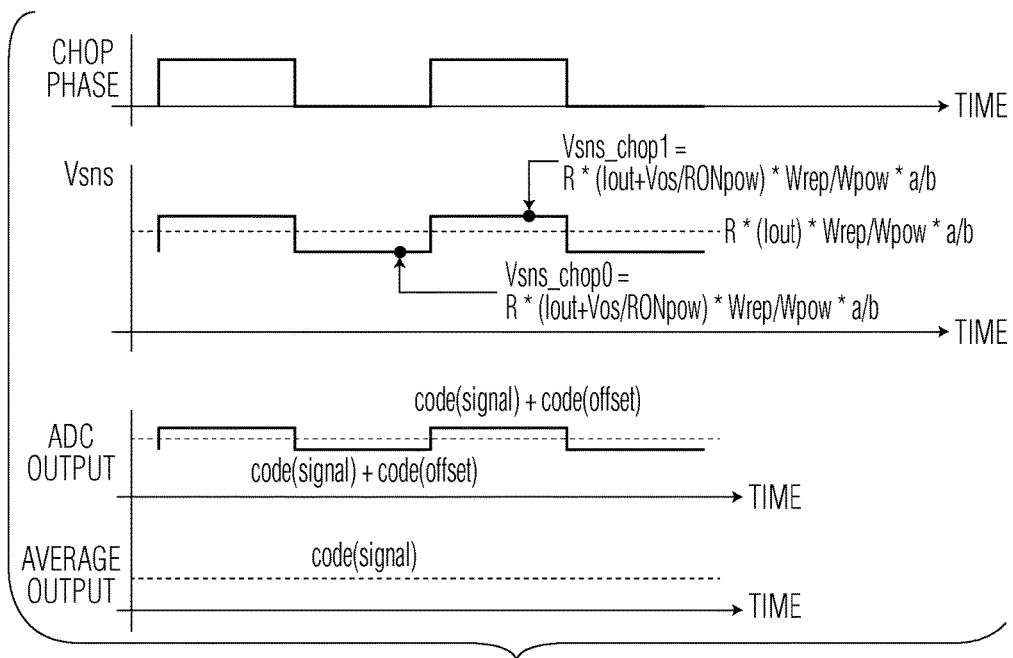 CHOP
PHASE
TIME
Vsns
Vsns_chop1 =
R * (Iout+Vos/RONpow) * Wrep/Wpow * a/b
R * (Iout) * Wrep/Wpow * a/b
Vsns_chop0 =
R * (Iout+Vos/RONpow) * Wrep/Wpow * a/b
TIME
code(signal) + code(offset)
ADC
OUTPUT
code(signal) + code(offset)
TIME
AVERAGE
OUTPUT
code(signal)
TIME